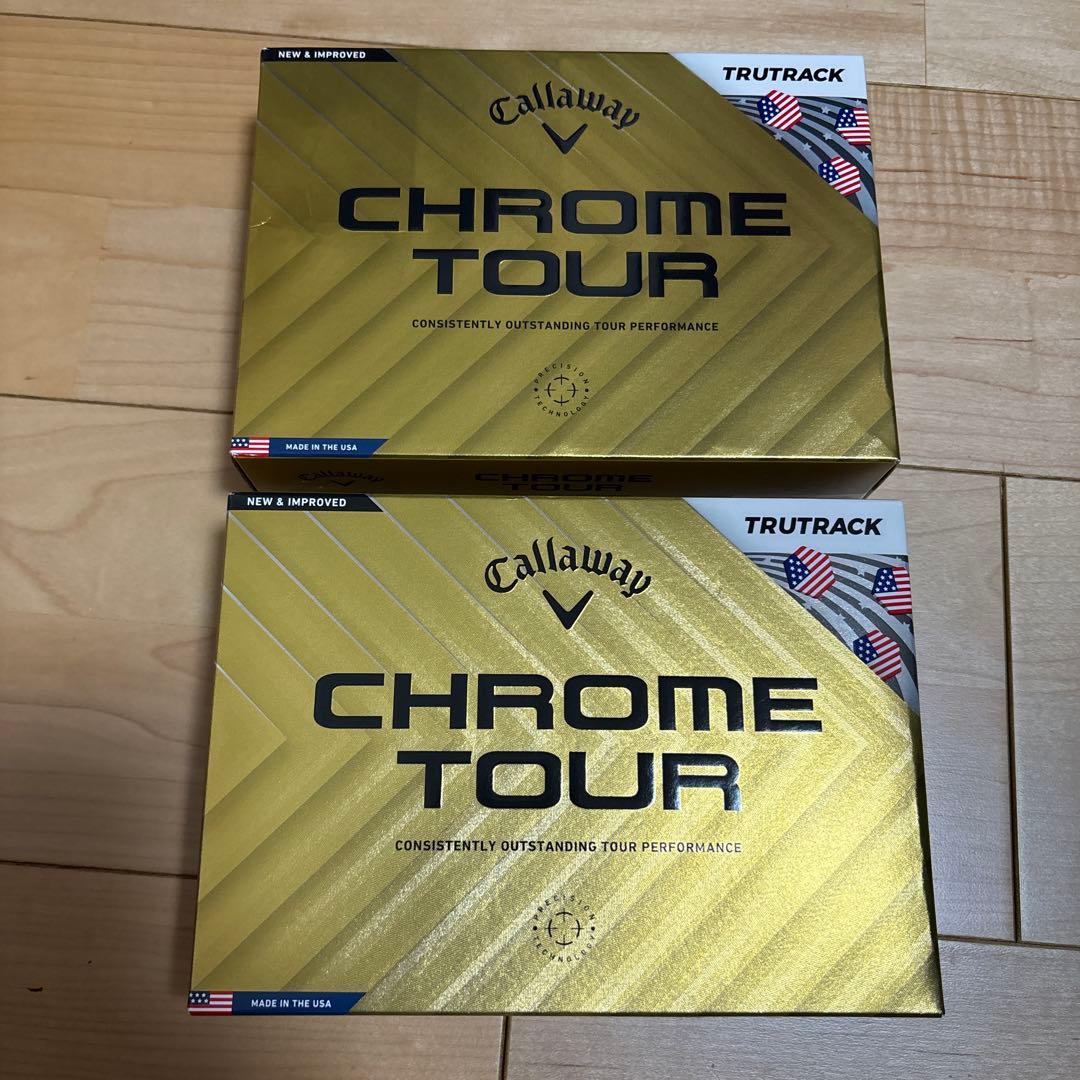 NEW & IMPROVED
TRUTRACK
Callaway
CHROME
TOUR
CONSISTENTLY OUTSTANDING TOUR PERFORMANCE
PRECISION
TECHNOLOGY
MADE IN THE USA
Callaway
CHROME
TOUR
NEW & IMPROVED
TRUTRACK
Callaway
CHROME
TOUR
CONSISTENTLY OUTSTANDING TOUR PERFORMANCE
PRECISION
TECHNOLOGY
MADE IN THE USA